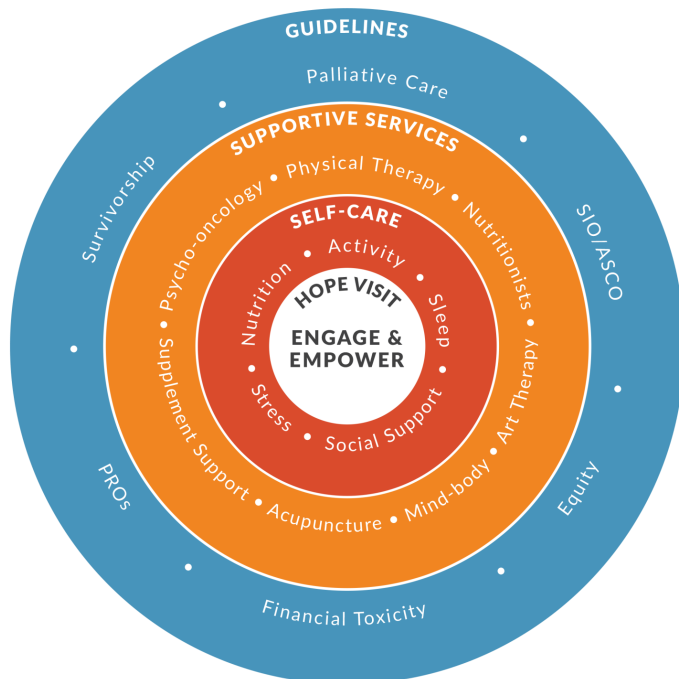 GUIDELINES
Palliative Care
SIO/ASCO
Equity
Financial Toxicity
PROs
Survivorship
SUPPORTIVE SERVICES
Physical Therapy
Nutritionists
Art Therapy
Mind-body
Acupuncture
Supplement Support
Psycho-oncology
SELF-CARE
Activity
Sleep
Social Support
Stress
Nutrition
HOPE VISIT
ENGAGE &
EMPOWER